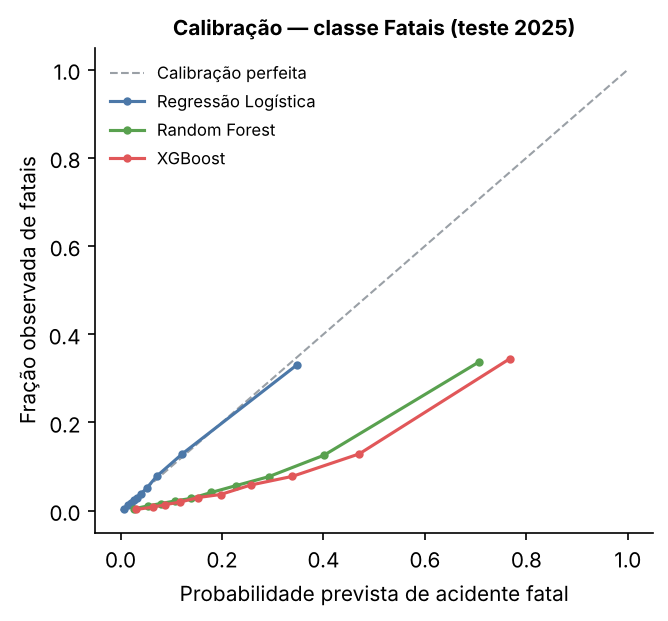 Calibração — classe Fatais (teste 2025)
Calibração perfeita
Regressão Logística
Random Forest
XGBoost
Fração observada de fatais
1.0
0.8
0.6
0.4
0.2
0.0
0.0 0.2 0.4 0.6 0.8 1.0
Probabilidade prevista de acidente fatal